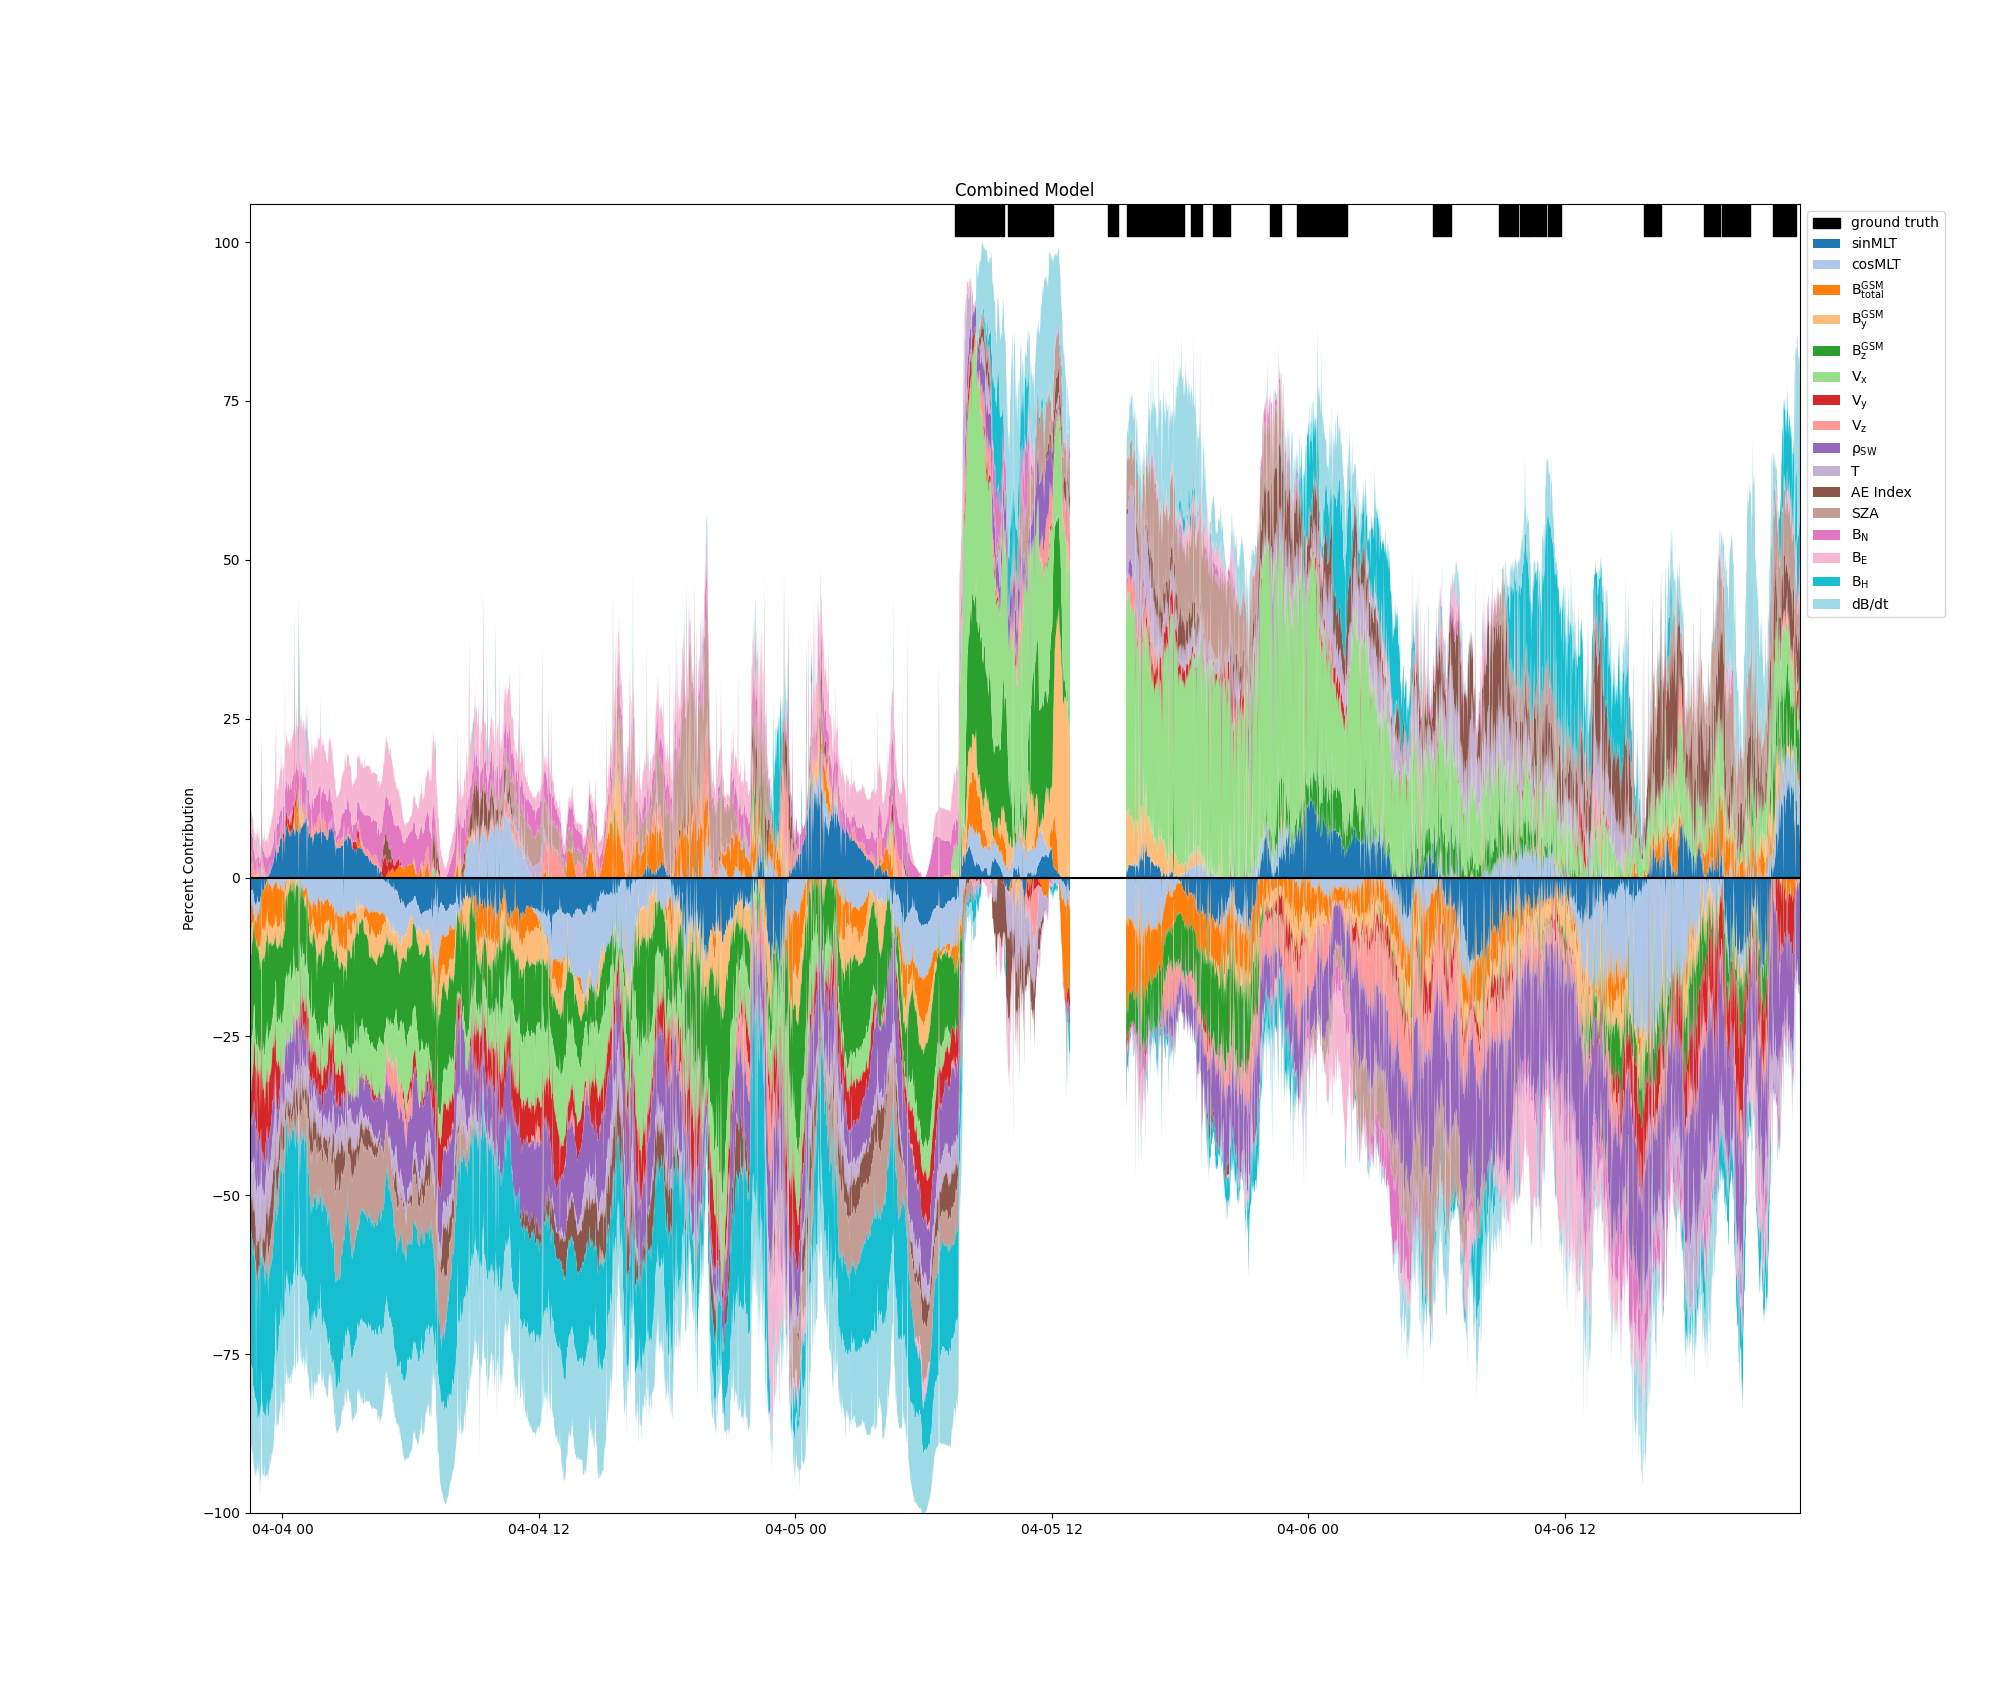 Combined Model
100
75
50
25
0
−25
−50
−75
−100
Percent Contribution
04-04 00
04-04 12
04-05 00
04-05 12
04-06 00
04-06 12
ground truth
sinMLT
cosMLT
B_total^GSM
B_y^GSM
B_z^GSM
V_x
V_y
V_z
ρ_SW
T
AE Index
SZA
B_N
B_E
B_H
dB/dt